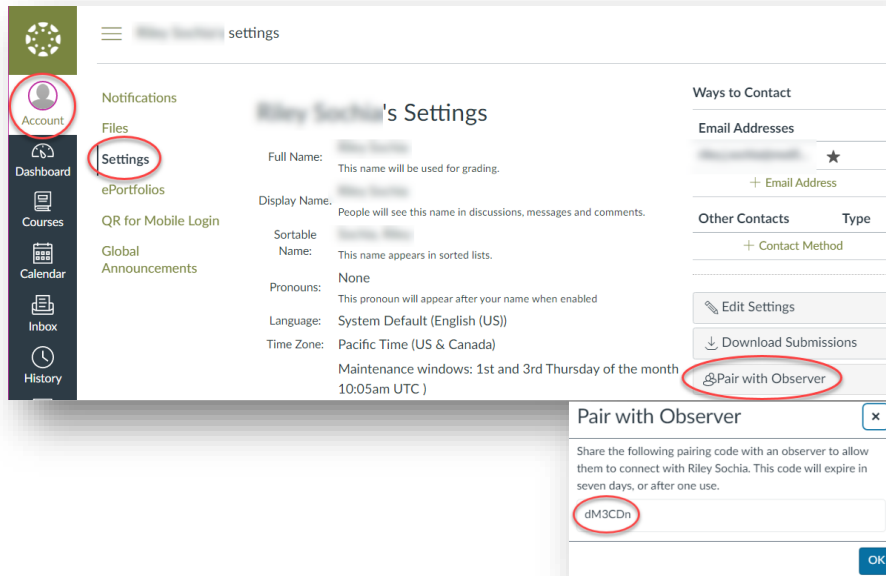 settings
Account
Dashboard
Courses
Calendar
Inbox
History
Notifications
Files
Settings
ePortfolios
QR for Mobile Login
Global
Announcements
's Settings
Full Name:
This name will be used for grading.
Display Name.
People will see this name in discussions, messages and comments.
Sortable
Name:
This name appears in sorted lists.
Pronouns:
None
This pronoun will appear after your name when enabled
Language:
System Default (English (US))
Time Zone:
Pacific Time (US & Canada)
Maintenance windows: 1st and 3rd Thursday of the month
10:05am UTC )
Ways to Contact
Email Addresses
+ Email Address
Other Contacts Type
+ Contact Method
Edit Settings
Download Submissions
Pair with Observer
Pair with Observer
Share the following pairing code with an observer to allow
them to connect with Riley Sochia. This code will expire in
seven days, or after one use.
dM3CDn
OK